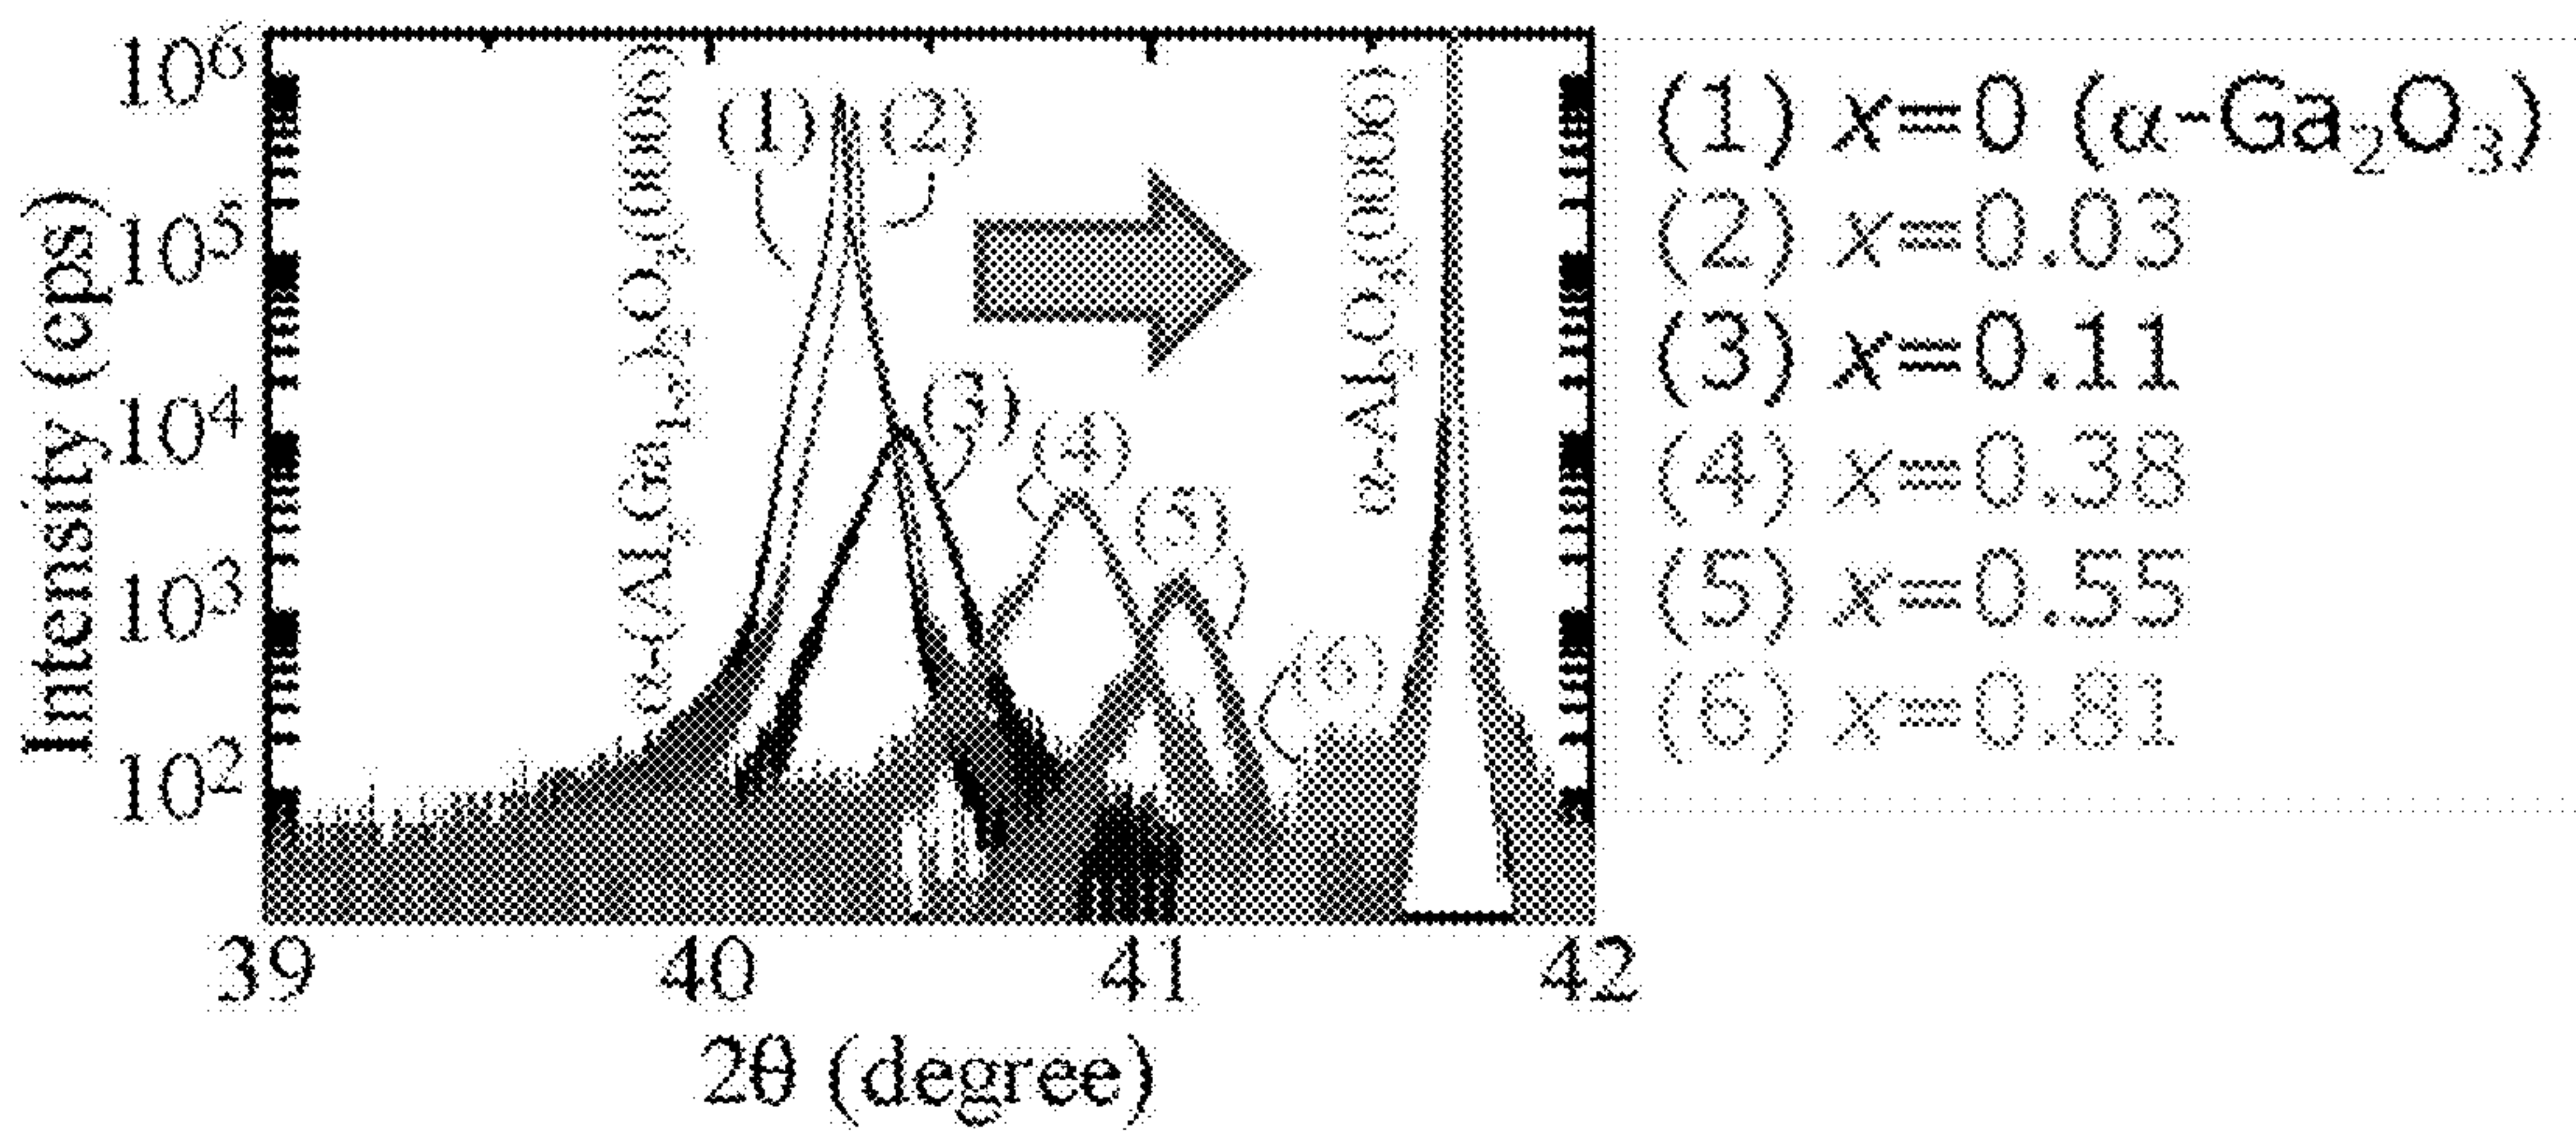 Intensity (cps)
10⁶
10⁵
10⁴
10³
10²
39
40
41
42
2θ (degree)
α-(AlₓGa₁₋ₓ)₂O₃(0006)
α-Al₂O₃(0006)
(1)
(2)
(3)
(4)
(5)
(6)
(1) x=0 (α-Ga₂O₃)
(2) x=0.03
(3) x=0.11
(4) x=0.38
(5) x=0.55
(6) x=0.81